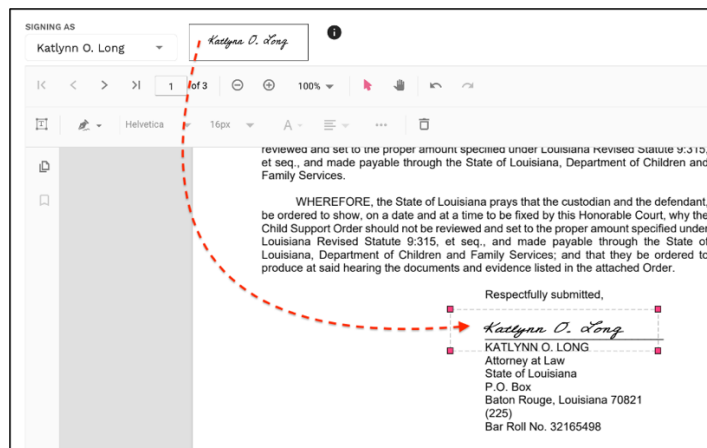 SIGNING AS
Katlynn O. Long
Katlynn O. Long
1 of 3 100%
Helvetica 16px A
reviewed and set to the proper amount specified under Louisiana Revised Statute 9:315,
et seq., and made payable through the State of Louisiana, Department of Children and
Family Services.
WHEREFORE, the State of Louisiana prays that the custodian and the defendant,
be ordered to show, on a date and at a time to be fixed by this Honorable Court, why the
Child Support Order should not be reviewed and set to the proper amount specified under
Louisiana Revised Statute 9:315, et seq., and made payable through the State of
Louisiana, Department of Children and Family Services; and that they be ordered to
produce at said hearing the documents and evidence listed in the attached Order.
Respectfully submitted,
Katlynn O. Long
KATLYNN O. LONG
Attorney at Law
State of Louisiana
P.O. Box
Baton Rouge, Louisiana 70821
(225)
Bar Roll No. 32165498